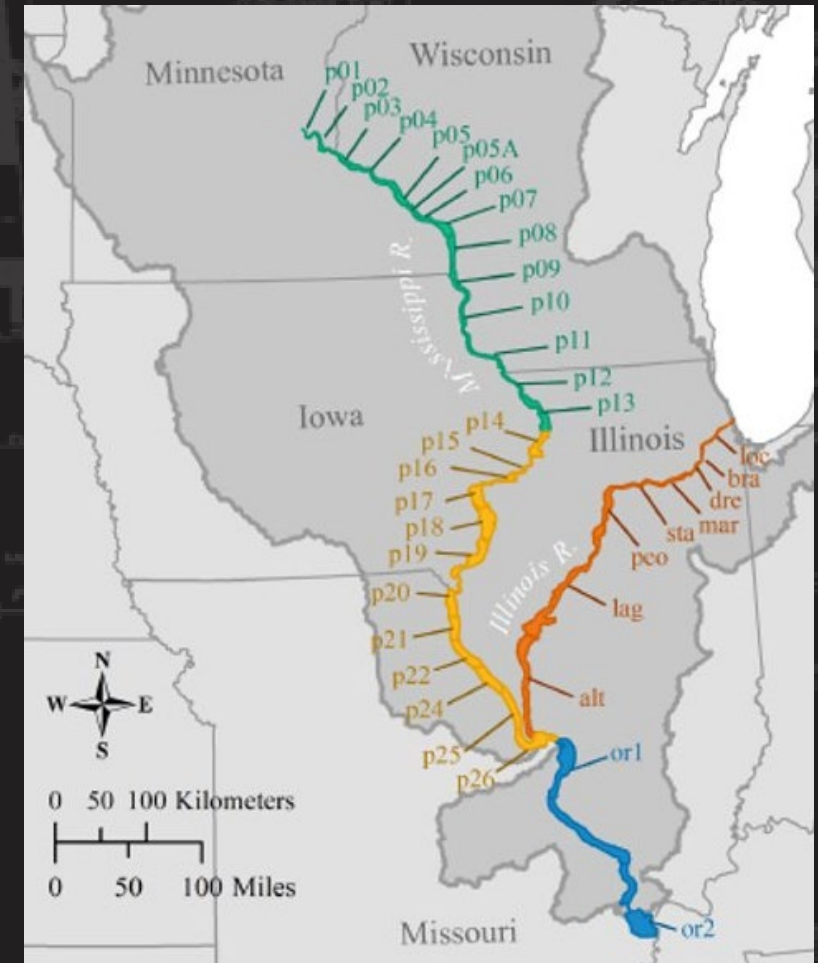 Minnesota
Wisconsin
p01
p02
p03
p04
p05
p05A
p06
p07
p08
p09
p10
p11
p12
p13
Mississippi R.
Iowa
Illinois
p14
p15
p16
p17
p18
p19
p20
p21
p22
p24
p25
p26
loc
bra
dre
mar
sta
peo
lag
alt
Illinois R.
or1
or2
N
W E
S
0 50 100 Kilometers
0 50 100 Miles
Missouri